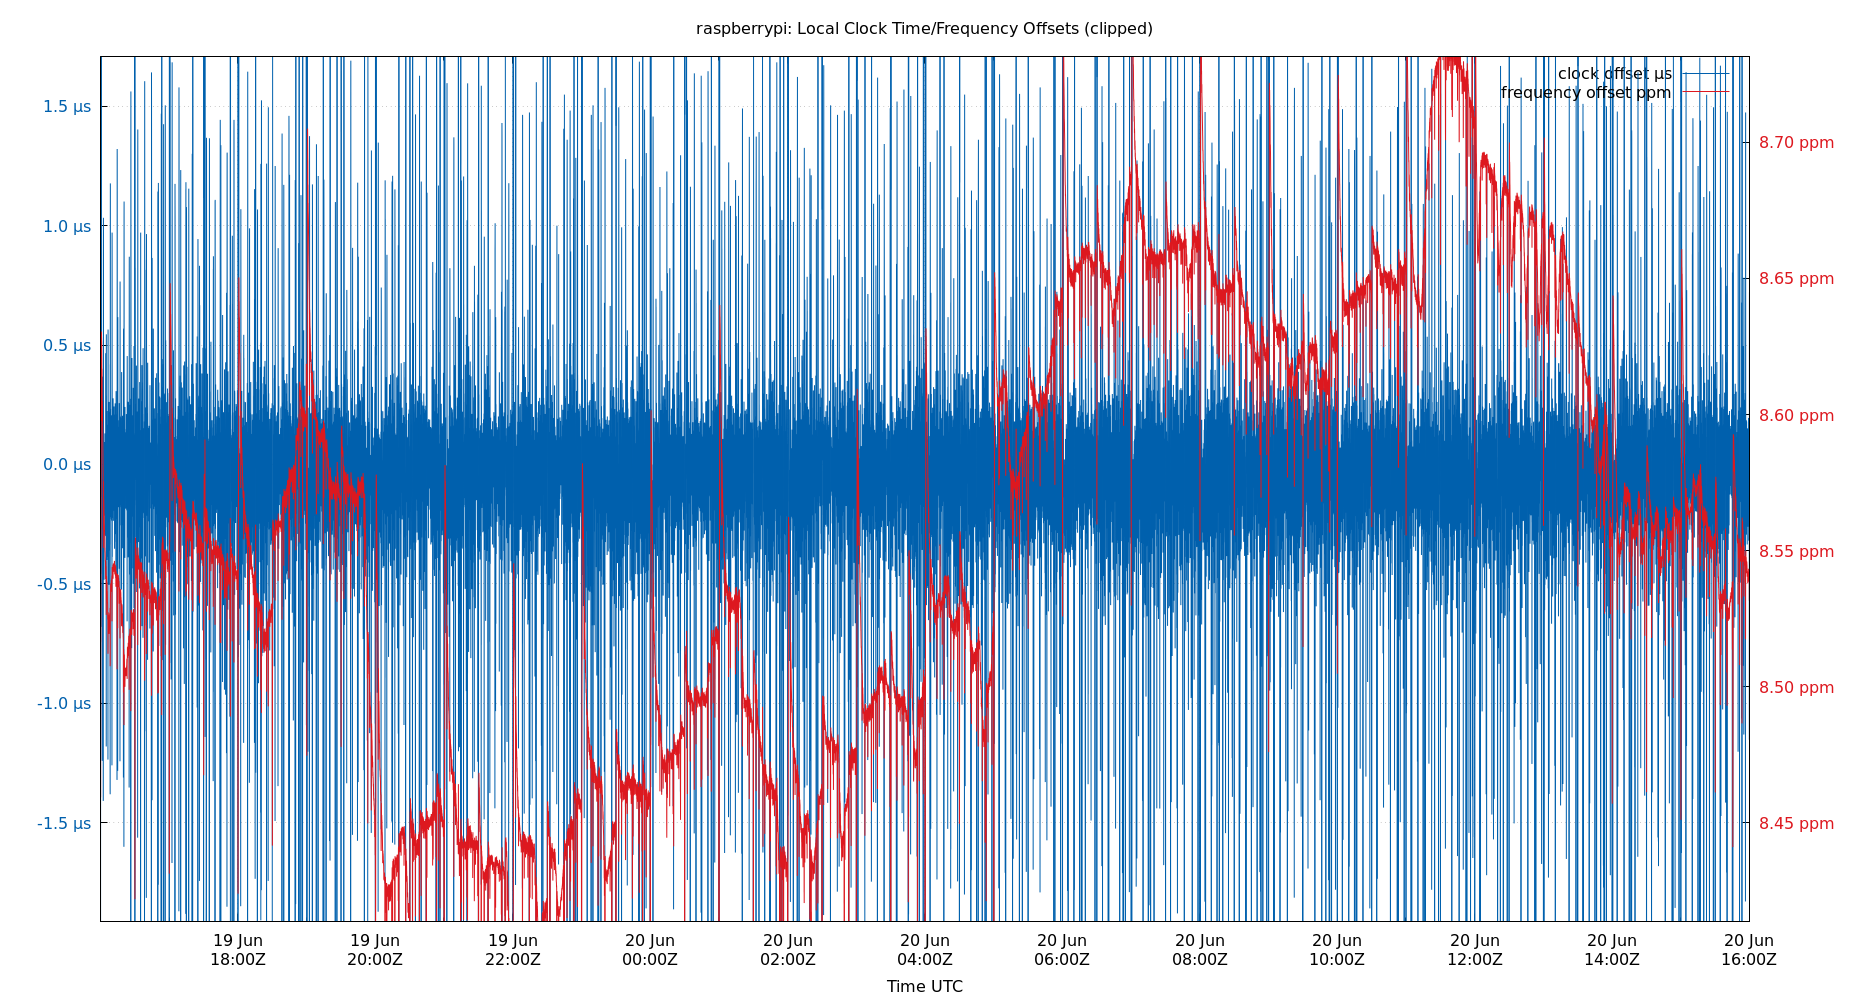 raspberrypi: Local Clock Time/Frequency Offsets (clipped)
clock offset µs
frequency offset ppm
1.5 µs
1.0 µs
0.5 µs
0.0 µs
-0.5 µs
-1.0 µs
-1.5 µs
8.70 ppm
8.65 ppm
8.60 ppm
8.55 ppm
8.50 ppm
8.45 ppm
19 Jun
18:00Z
19 Jun
20:00Z
19 Jun
22:00Z
20 Jun
00:00Z
20 Jun
02:00Z
20 Jun
04:00Z
20 Jun
06:00Z
20 Jun
08:00Z
20 Jun
10:00Z
20 Jun
12:00Z
20 Jun
14:00Z
20 Jun
16:00Z
Time UTC